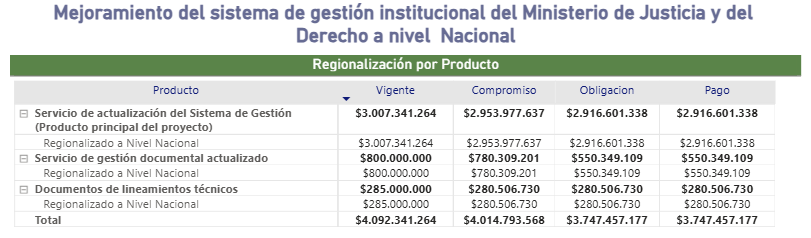 Mejoramiento del sistema de gestión institucional del Ministerio de Justicia y del
Derecho a nivel Nacional
Regionalización por Producto
Producto Vigente Compromiso Obligacion Pago
Servicio de actualización del Sistema de Gestión $3.007.341.264 $2.953.977.637 $2.916.601.338 $2.916.601.338
(Producto principal del proyecto)
Regionalizado a Nivel Nacional $3.007.341.264 $2.953.977.637 $2.916.601.338 $2.916.601.338
Servicio de gestión documental actualizado $800.000.000 $780.309.201 $550.349.109 $550.349.109
Regionalizado a Nivel Nacional $800.000.000 $780.309.201 $550.349.109 $550.349.109
Documentos de lineamientos técnicos $285.000.000 $280.506.730 $280.506.730 $280.506.730
Regionalizado a Nivel Nacional $285.000.000 $280.506.730 $280.506.730 $280.506.730
Total $4.092.341.264 $4.014.793.568 $3.747.457.177 $3.747.457.177